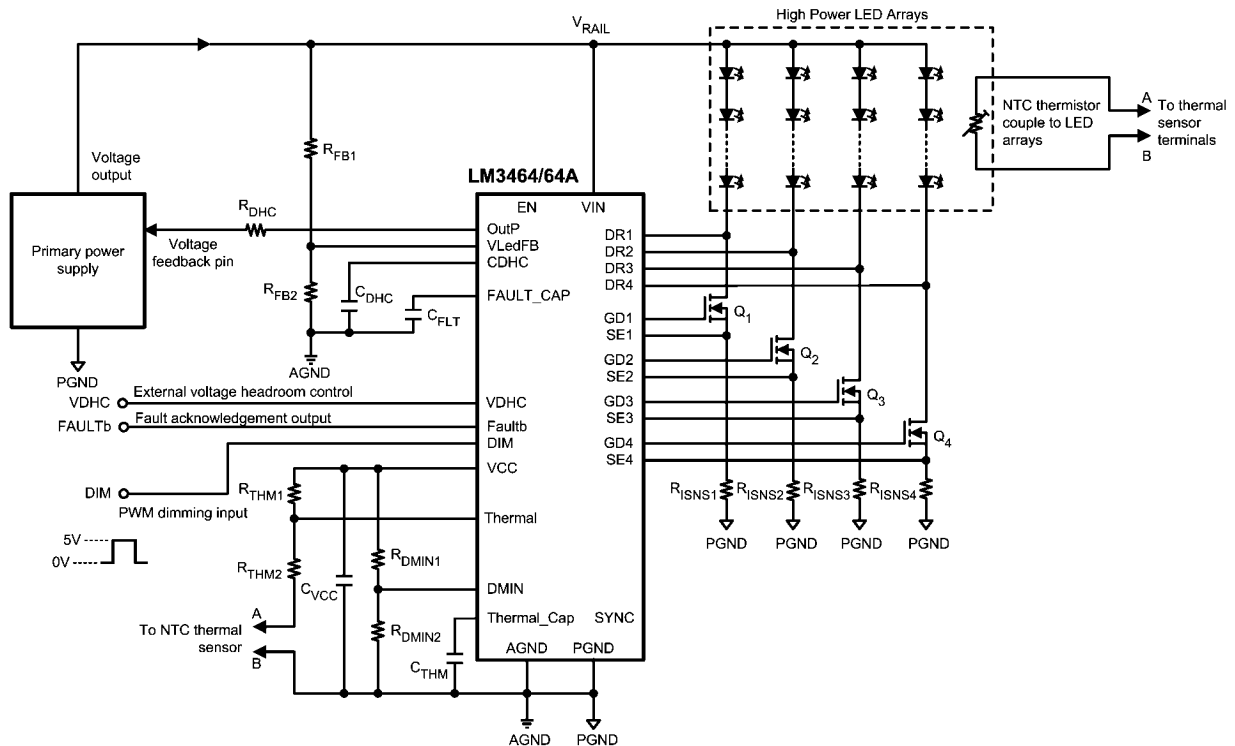 High Power LED Arrays
VRAIL
NTC thermistor
couple to LED
arrays
A
B
To thermal
sensor
terminals
Voltage
output
RFB1
LM3464/64A
EN
VIN
Primary power
supply
RDHC
Voltage
feedback pin
OutP
VLedFB
CDHC
FAULT_CAP
RFB2
CDHC
CFLT
AGND
PGND
DR1
DR2
DR3
DR4
GD1
SE1
GD2
SE2
GD3
SE3
GD4
SE4
Q1
Q2
Q3
Q4
VDHC
External voltage headroom control
VDHC
FAULTb
Fault acknowledgement output
Faultb
DIM
VCC
DIM
PWM dimming input
5V
0V
RTHM1
Thermal
RTHM2
CVCC
RDMIN1
DMIN
RDMIN2
Thermal_Cap
SYNC
CTHM
AGND
PGND
To NTC thermal
sensor
A
B
RISNS1
RISNS2
RISNS3
RISNS4
PGND
PGND
PGND
PGND
AGND
PGND